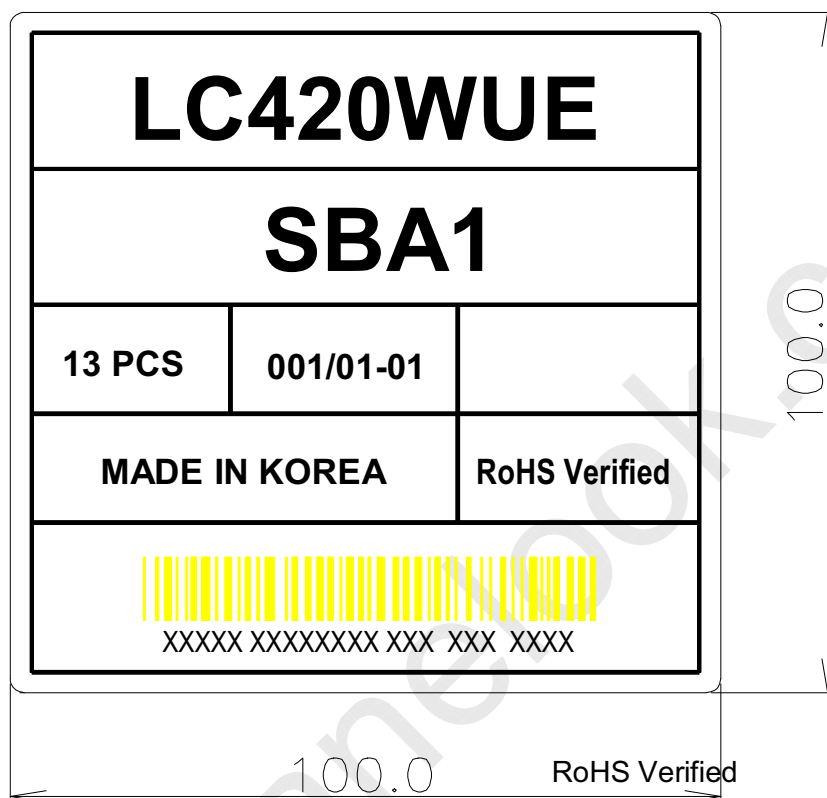 LC420WUE
SBA1
13 PCS
001/01-01
MADE IN KOREA
RoHS Verified
XXXXX XXXXXXXX XXX XXX XXXX
100.0
100.0
RoHS Verified